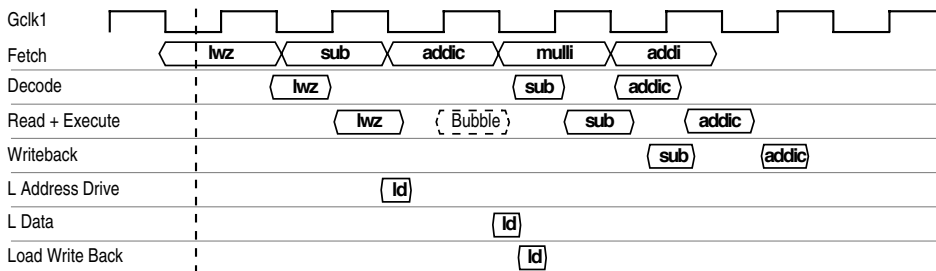 Gclk1
Fetch lwz sub addic mulli addi
Decode lwz sub addic
Read + Execute lwz Bubble sub addic
Writeback sub addic
L Address Drive ld
L Data ld
Load Write Back ld